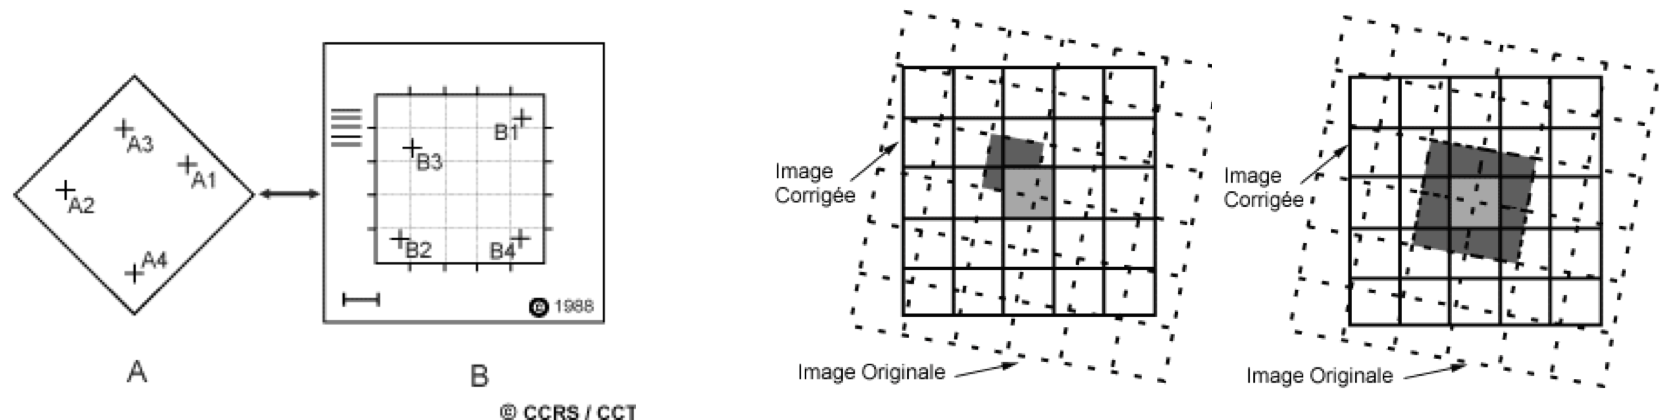 A3
A1
A2
A4
A
B1
B3
B2
B4
© 1988
B
© CCRS / CCT
Image
Corrigée
Image Originale
Image
Corrigée
Image Originale